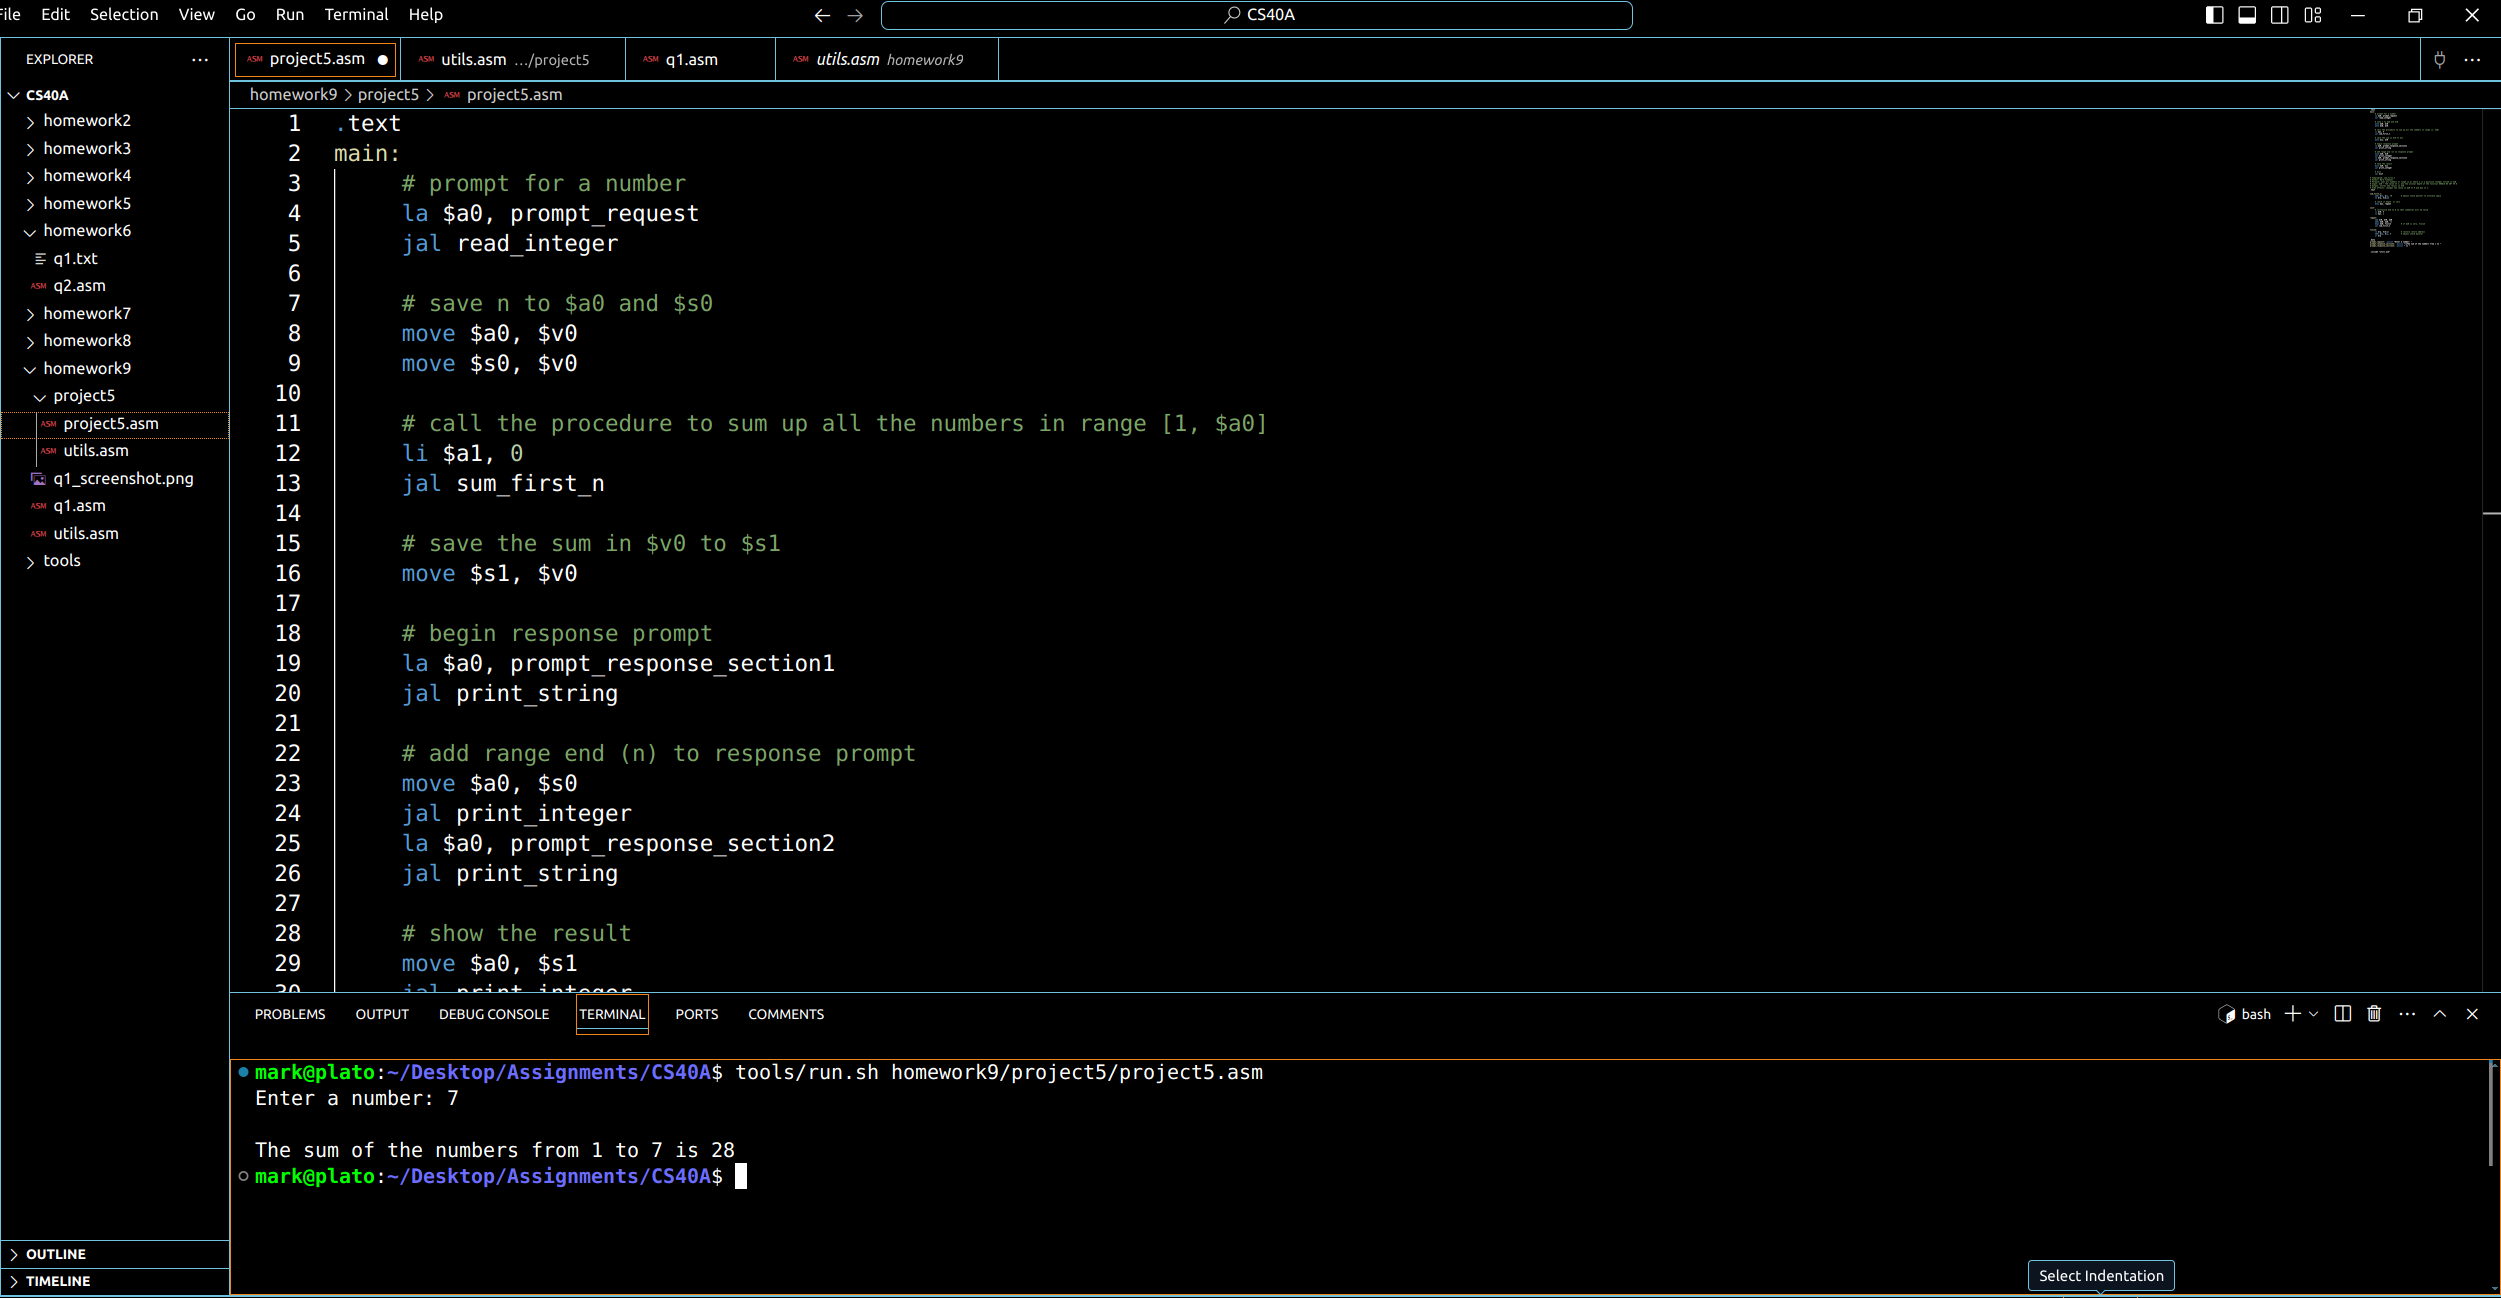 File Edit Selection View Go Run Terminal Help
CS40A
EXPLORER
project5.asm
utils.asm .../project5
q1.asm
utils.asm homework9
homework9 > project5 > project5.asm
CS40A
homework2
homework3
homework4
homework5
homework6
q1.txt
q2.asm
homework7
homework8
homework9
project5
project5.asm
utils.asm
q1_screenshot.png
q1.asm
utils.asm
tools
OUTLINE
TIMELINE
1 .text
2 main:
3 # prompt for a number
4 la $a0, prompt_request
5 jal read_integer
6
7 # save n to $a0 and $s0
8 move $a0, $v0
9 move $s0, $v0
10
11 # call the procedure to sum up all the numbers in range [1, $a0]
12 li $a1, 0
13 jal sum_first_n
14
15 # save the sum in $v0 to $s1
16 move $s1, $v0
17
18 # begin response prompt
19 la $a0, prompt_response_section1
20 jal print_string
21
22 # add range end (n) to response prompt
23 move $a0, $s0
24 jal print_integer
25 la $a0, prompt_response_section2
26 jal print_string
27
28 # show the result
29 move $a0, $s1
30 jal print_integer
PROBLEMS OUTPUT DEBUG CONSOLE TERMINAL PORTS COMMENTS
bash
mark@plato:~/Desktop/Assignments/CS40A$ tools/run.sh homework9/project5/project5.asm
Enter a number: 7
The sum of the numbers from 1 to 7 is 28
mark@plato:~/Desktop/Assignments/CS40A$
Select Indentation